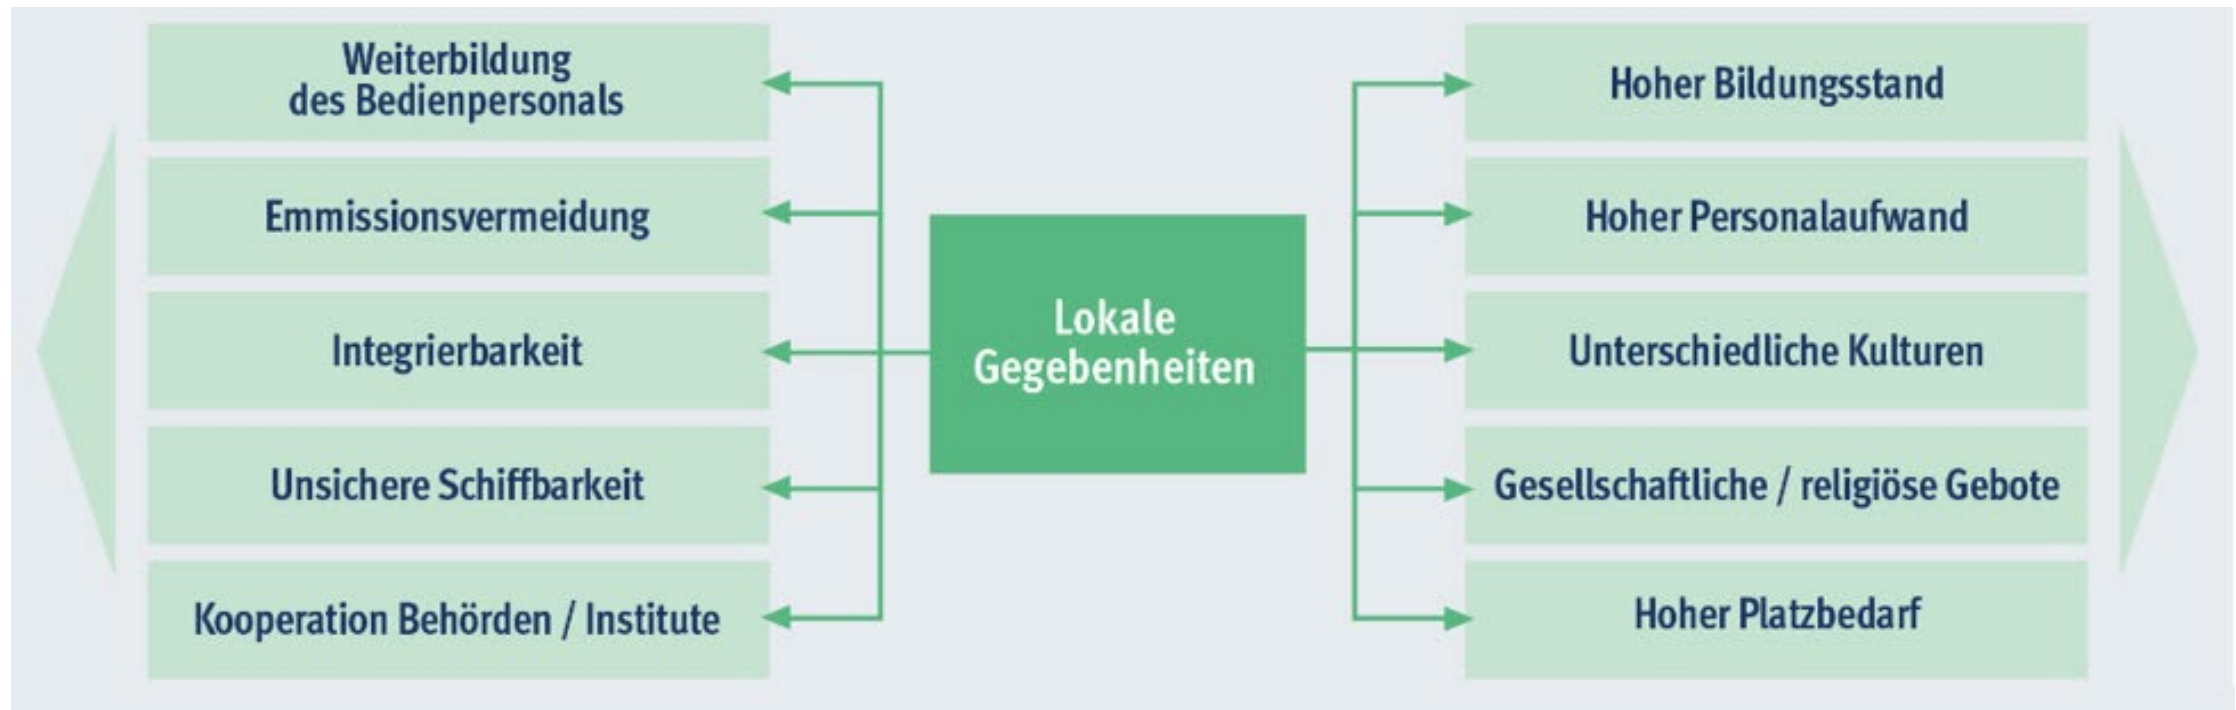 Weiterbildung
des Bedienpersonals
Emmissionsvermeidung
Integrierbarkeit
Unsichere Schiffbarkeit
Kooperation Behörden / Institute
Lokale
Gegebenheiten
Hoher Bildungsstand
Hoher Personalaufwand
Unterschiedliche Kulturen
Gesellschaftliche / religiöse Gebote
Hoher Platzbedarf